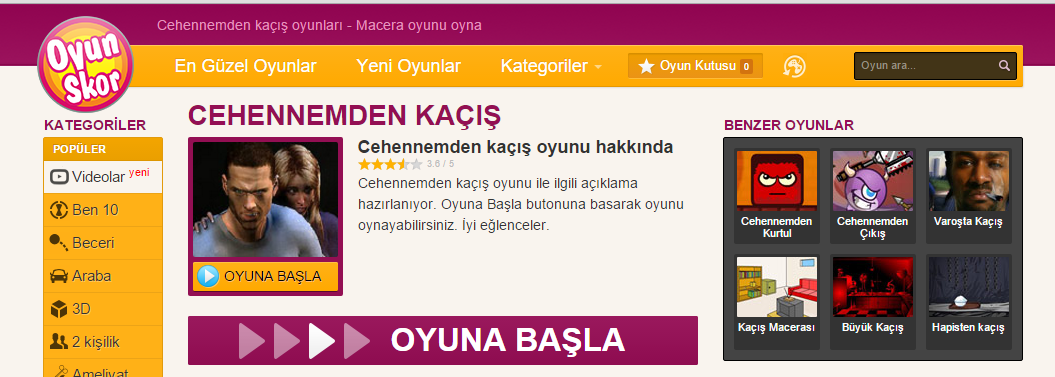 Cehennemden kaçış oyunları - Macera oyunu oyna
Oyun
Skor
En Güzel Oyunlar
Yeni Oyunlar
Kategoriler
Oyun Kutusu 0
Oyun ara...
KATEGORİLER
POPÜLER
Videolar yeni
Ben 10
Beceri
Araba
3D
2 kişilik
Ameliyat
CEHENNEMDEN KAÇIŞ
OYUNA BAŞLA
Cehennemden kaçış oyunu hakkında
3.6 / 5
Cehennemden kaçış oyunu ile ilgili açıklama
hazırlanıyor. Oyuna Başla butonuna basarak oyunu
oynayabilirsiniz. İyi eğlenceler.
OYUNA BAŞLA
BENZER OYUNLAR
Cehennemden
Kurtul
Cehennemden
Çıkış
Varoşta Kaçış
Kaçış Macerası
Büyük Kaçış
Hapisten kaçış